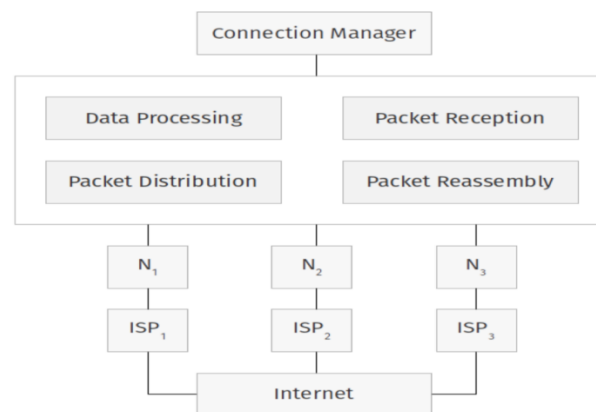 Connection Manager
Data Processing
Packet Reception
Packet Distribution
Packet Reassembly
N₁
N₂
N₃
ISP₁
ISP₂
ISP₃
Internet